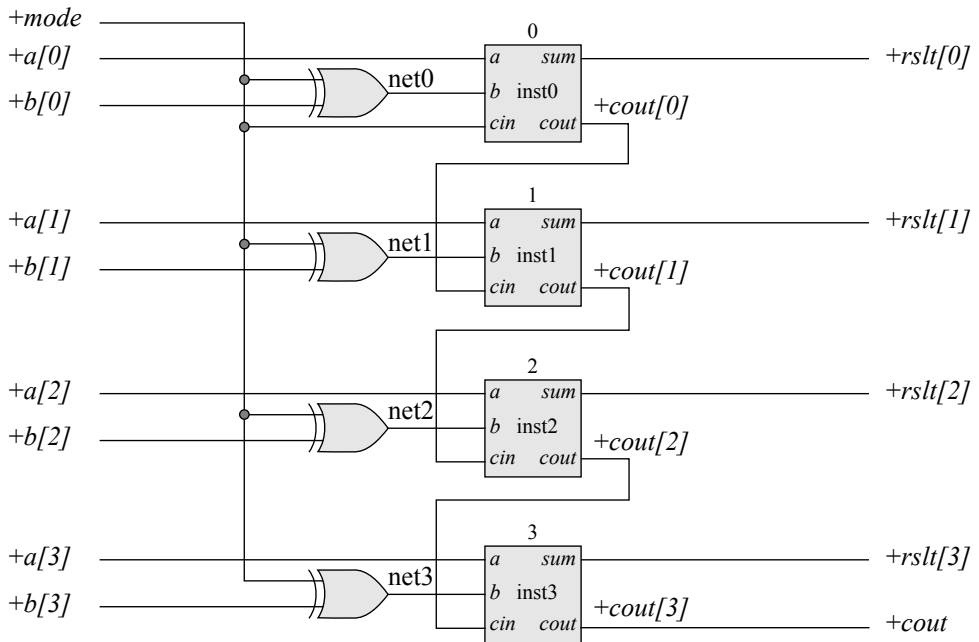 +mode
0
+a[0]
a sum
+rslt[0]
net0
b inst0
+b[0]
+cout[0]
cin cout
1
+a[1]
a sum
+rslt[1]
net1
b inst1
+b[1]
+cout[1]
cin cout
2
+a[2]
a sum
+rslt[2]
net2
b inst2
+b[2]
+cout[2]
cin cout
3
+a[3]
a sum
+rslt[3]
net3
b inst3
+b[3]
+cout[3]
cin cout
+cout